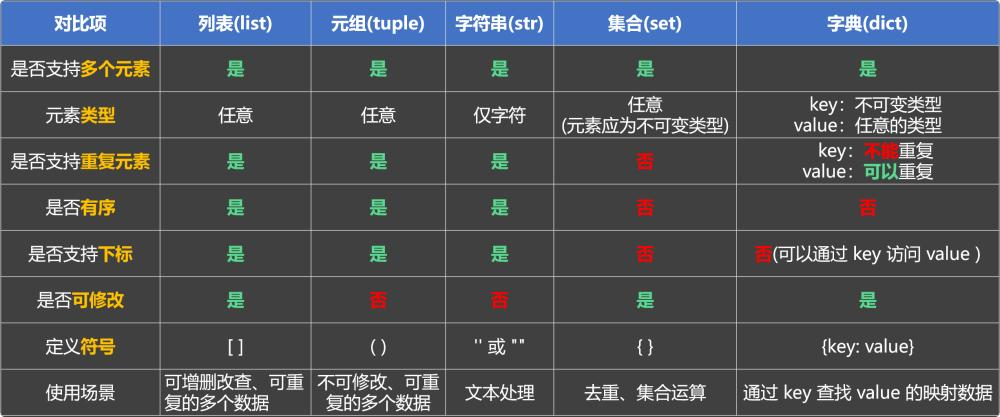 对比项 列表(list) 元组(tuple) 字符串(str) 集合(set) 字典(dict)
是否支持多个元素 是 是 是 是 是
元素类型 任意 任意 仅字符 任意 key：不可变类型
(元素应为不可变类型) value：任意的类型
是否支持重复元素 是 是 是 否 key：不能重复
value：可以重复
是否有序 是 是 是 否 否
是否支持下标 是 是 是 否 否(可以通过 key 访问 value )
是否可修改 是 否 否 是 是
定义符号 [ ] ( ) '' 或 "" { } {key: value}
使用场景 可增删改查、可重 不可修改、可重 文本处理 去重、集合运算 通过 key 查找 value 的映射数据
复的多个数据 复的多个数据